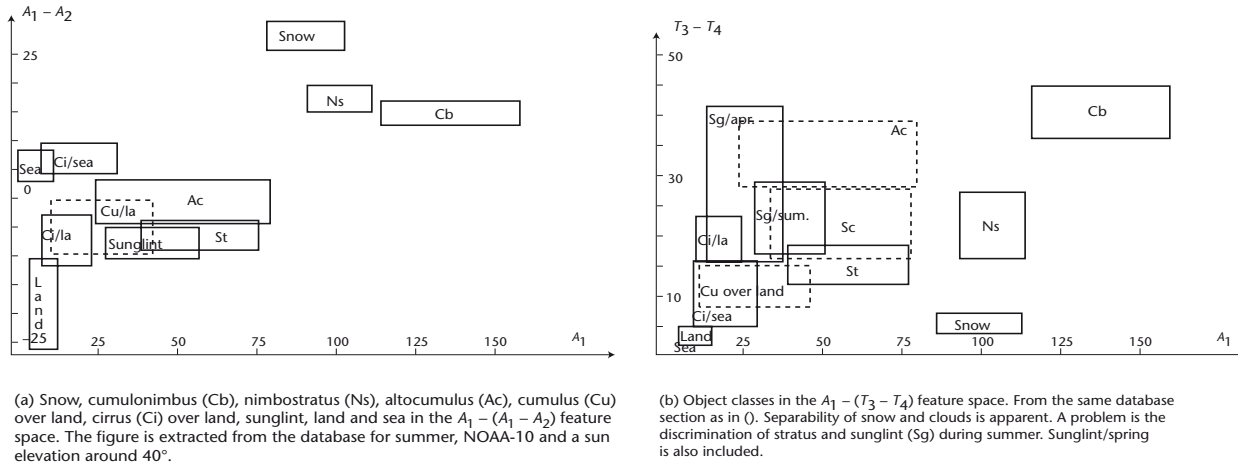 A1 – A2
25
Snow
Ns
Cb
Sea
Ci/sea
0
Ac
Cu/la
Ci/la
Sunglint
St
Land
–25
25
50
75
100
125
150
A1
(a) Snow, cumulonimbus (Cb), nimbostratus (Ns), altocumulus (Ac), cumulus (Cu)
over land, cirrus (Ci) over land, sunglint, land and sea in the A1 – (A1 – A2) feature
space. The figure is extracted from the database for summer, NOAA-10 and a sun
elevation around 40°.
T3 – T4
50
Cb
Sg/apr.
Ac
30
Sg/sum.
Sc
Ns
Ci/la
St
10
Cu over land
Ci/sea
Snow
Land
Sea
25
50
75
100
125
150
A1
(b) Object classes in the A1 – (T3 – T4) feature space. From the same database
section as in (). Separability of snow and clouds is apparent. A problem is the
discrimination of stratus and sunglint (Sg) during summer. Sunglint/spring
is also included.